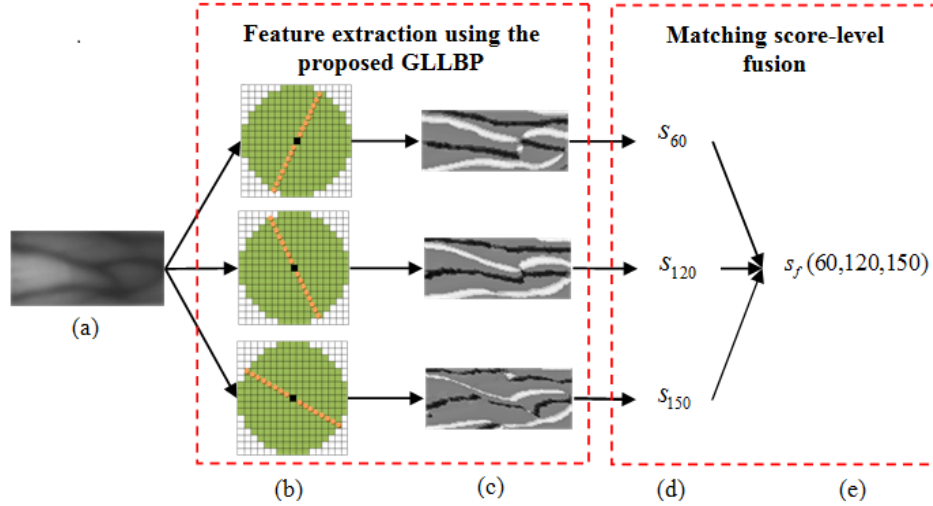 Feature extraction using the
proposed GLLBP
Matching score-level
fusion
s60
s120
s150
sf (60,120,150)
(a)
(b)
(c)
(d)
(e)